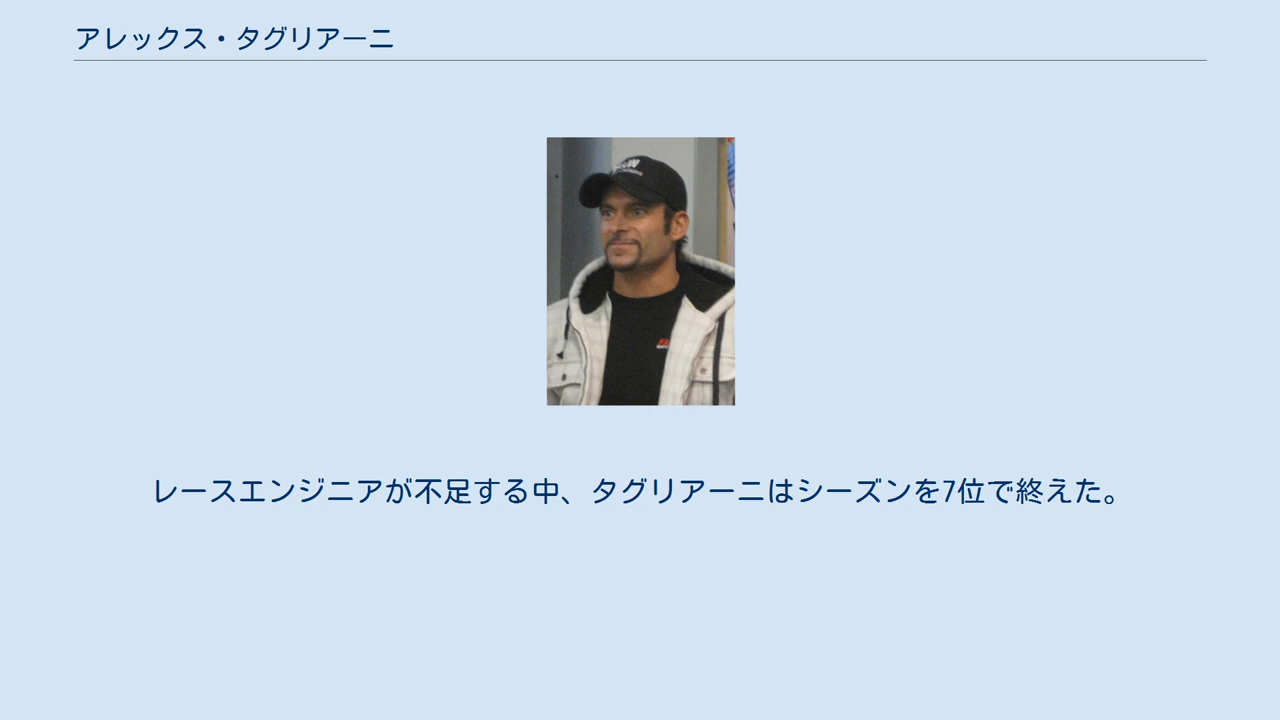 アレックス・タグリアーニ
レースエンジニアが不足する中、タグリアーニはシーズンを7位で終えた。